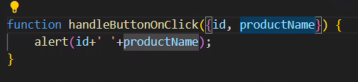 function handleButtonOnClick({id, productName}) {
    alert(id+' '+productName);
}